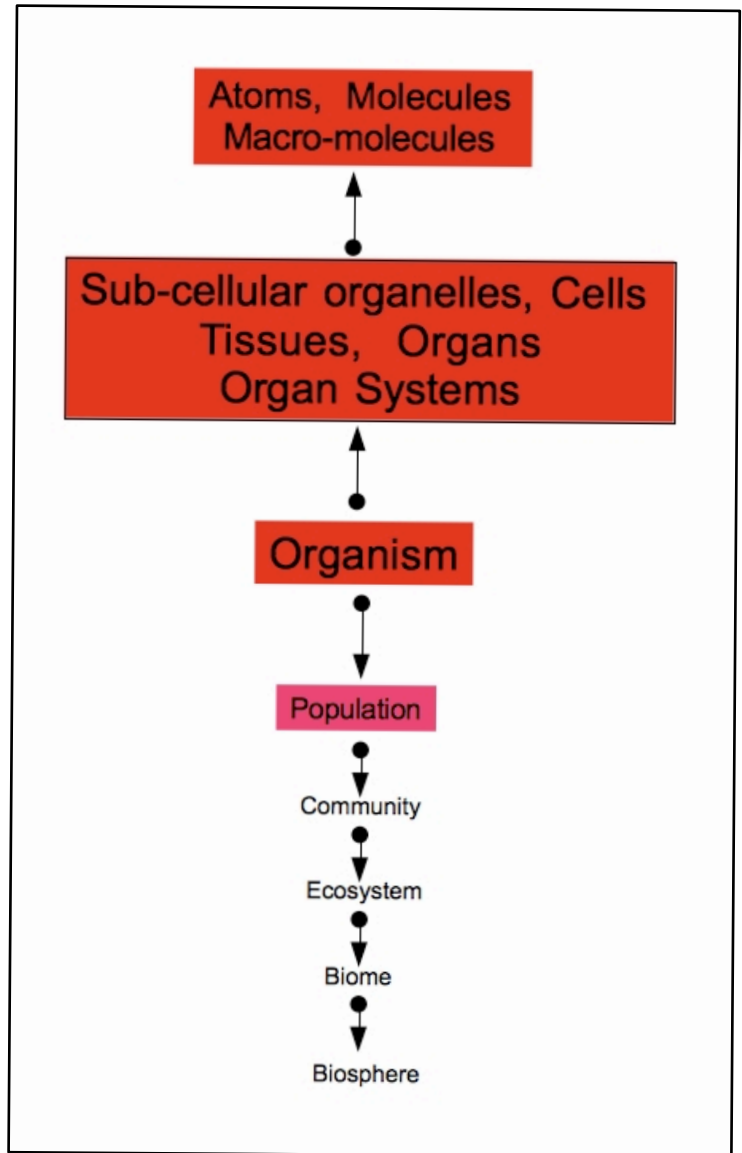 Atoms, Molecules
Macro-molecules
Sub-cellular organelles, Cells
Tissues, Organs
Organ Systems
Organism
Population
Community
Ecosystem
Biome
Biosphere